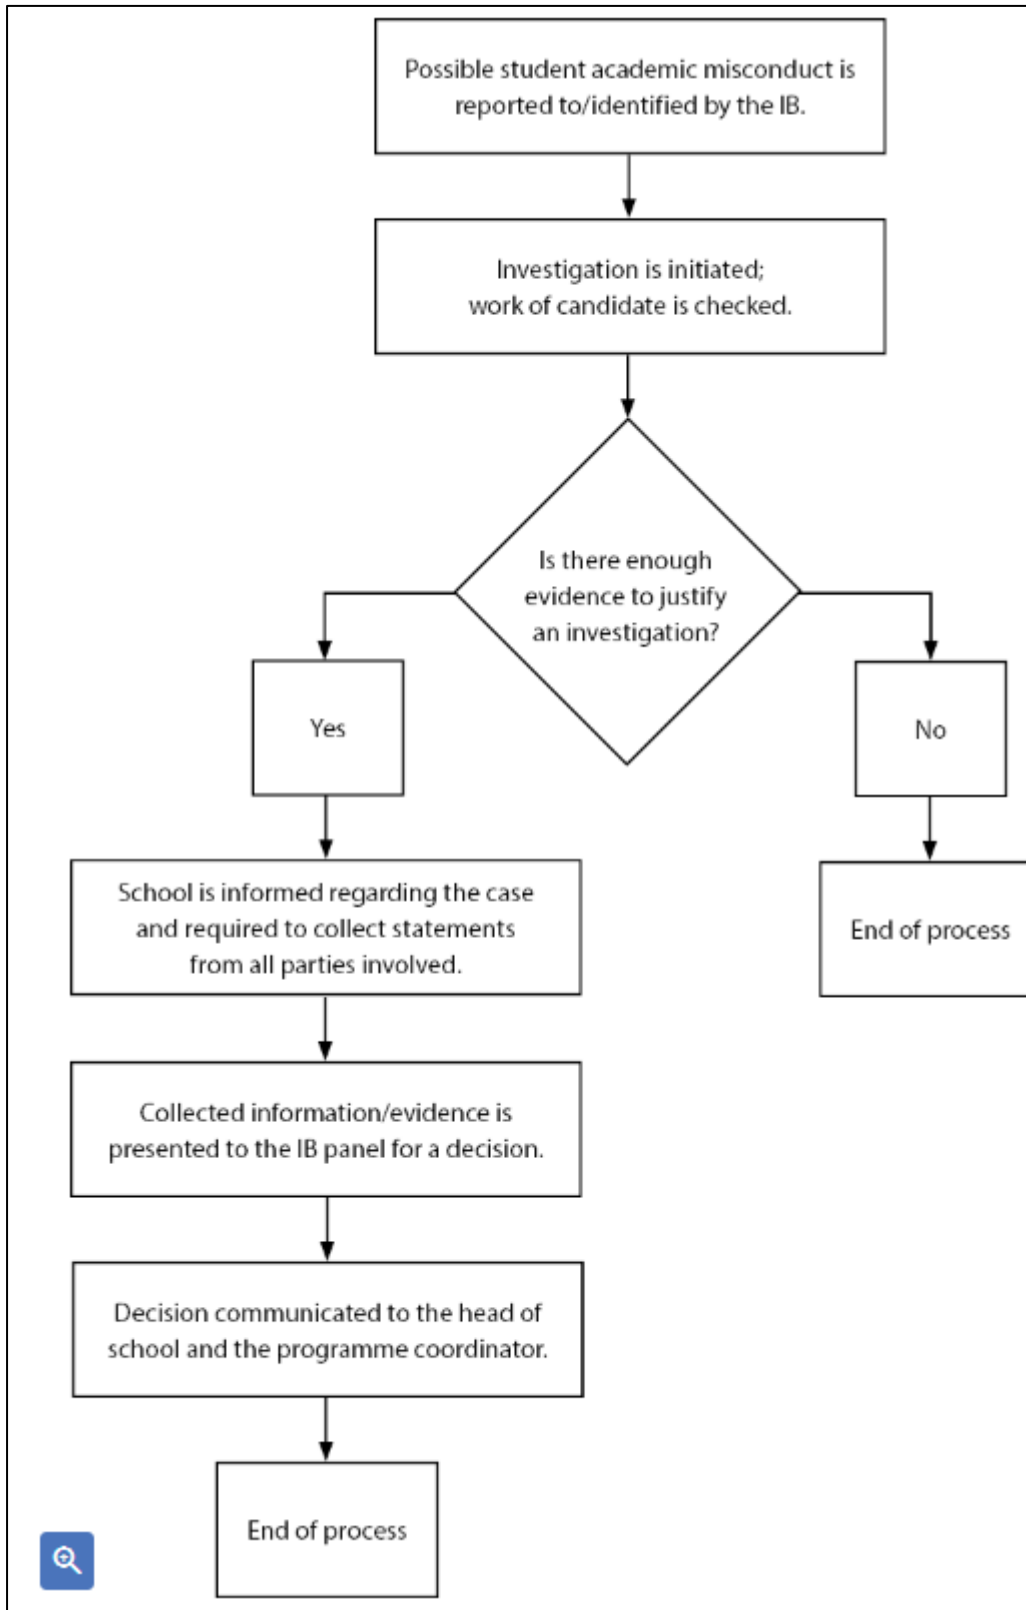 Possible student academic misconduct is
reported to/identified by the IB.
Investigation is initiated;
work of candidate is checked.
Is there enough
evidence to justify
an investigation?
Yes
No
School is informed regarding the case
and required to collect statements
from all parties involved.
End of process
Collected information/evidence is
presented to the IB panel for a decision.
Decision communicated to the head of
school and the programme coordinator.
End of process